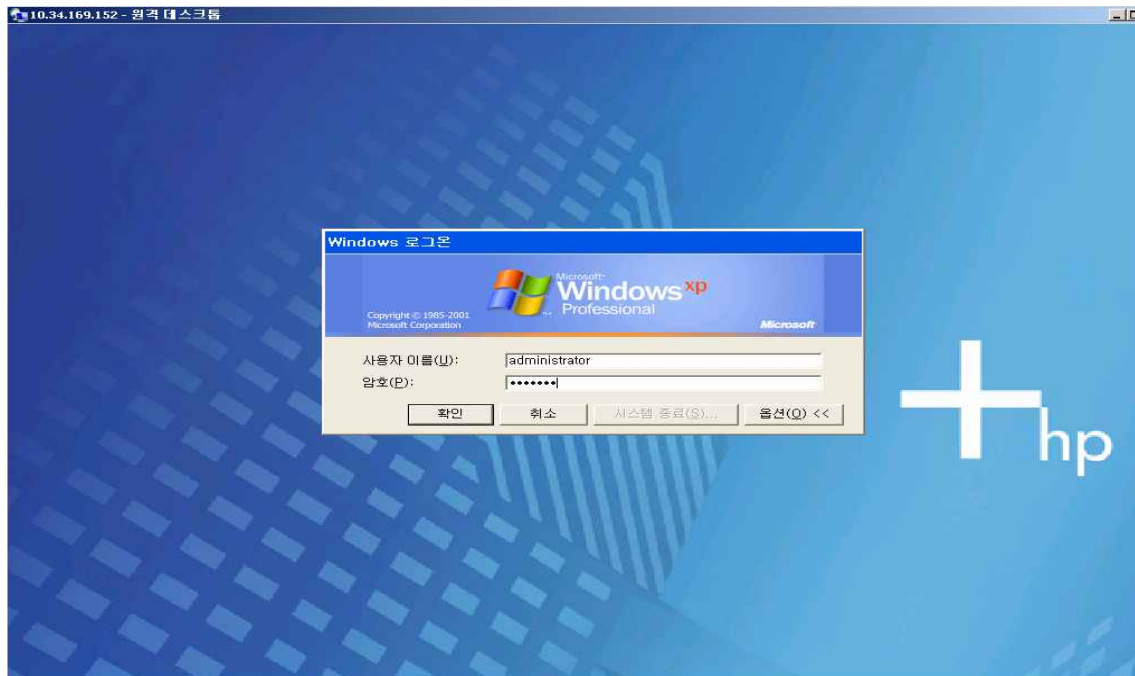 10.34.169.152 - 원격 데스크톱
Windows 로그온
Microsoft
Windows xp
Professional
Copyright © 1985-2001
Microsoft Corporation
Microsoft
사용자 이름(U):
administrator
암호(P):
•••••••
확인
취소
시스템 종료(S)...
옵션(O) <<
hp